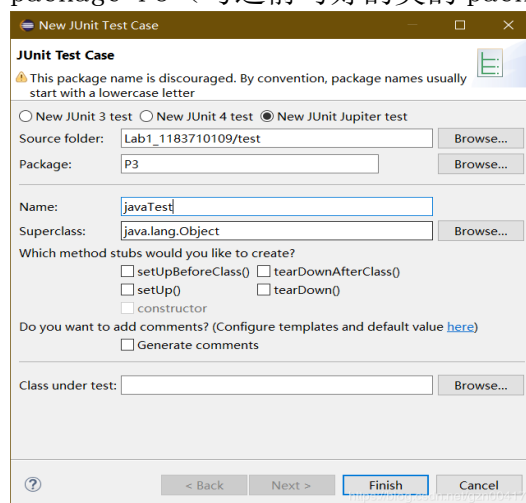 New JUnit Test Case
JUnit Test Case
This package name is discouraged. By convention, package names usually
start with a lowercase letter
New JUnit 3 test New JUnit 4 test New JUnit Jupiter test
Source folder: Lab1_1183710109/test Browse...
Package: P3 Browse...
Name: javaTest
Superclass: java.lang.Object Browse...
Which method stubs would you like to create?
setUpBeforeClass() tearDownAfterClass()
setUp() tearDown()
constructor
Do you want to add comments? (Configure templates and default value here)
Generate comments
Class under test: Browse...
? < Back Next > Finish Cancel